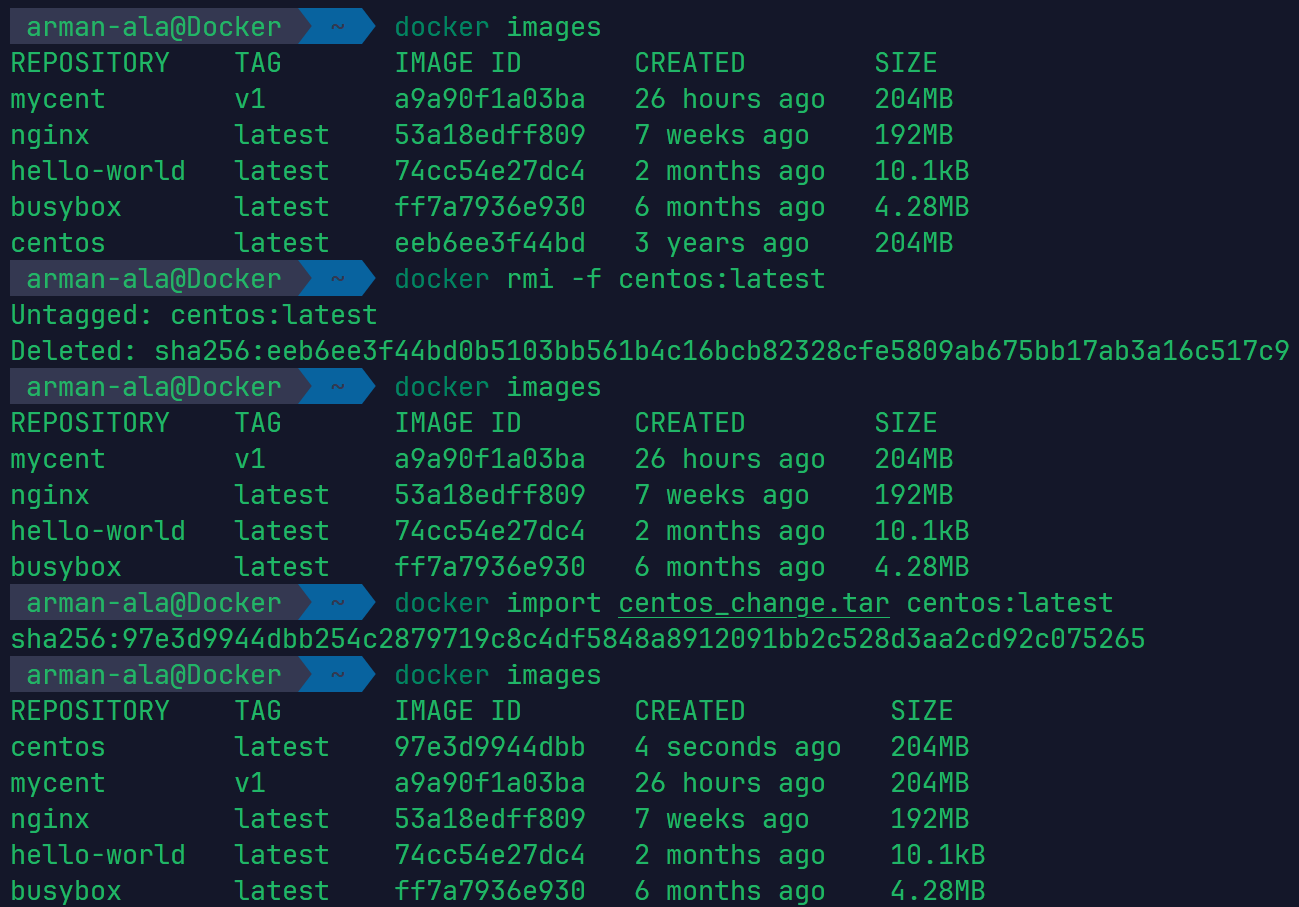 arman-ala@Docker ~ docker images
REPOSITORY TAG IMAGE ID CREATED SIZE
mycent v1 a9a90f1a03ba 26 hours ago 204MB
nginx latest 53a18edff809 7 weeks ago 192MB
hello-world latest 74cc54e27dc4 2 months ago 10.1kB
busybox latest ff7a7936e930 6 months ago 4.28MB
centos latest eeb6ee3f44bd 3 years ago 204MB
arman-ala@Docker ~ docker rmi -f centos:latest
Untagged: centos:latest
Deleted: sha256:eeb6ee3f44bd0b5103bb561b4c16bcb82328cfe5809ab675bb17ab3a16c517c9
arman-ala@Docker ~ docker images
REPOSITORY TAG IMAGE ID CREATED SIZE
mycent v1 a9a90f1a03ba 26 hours ago 204MB
nginx latest 53a18edff809 7 weeks ago 192MB
hello-world latest 74cc54e27dc4 2 months ago 10.1kB
busybox latest ff7a7936e930 6 months ago 4.28MB
arman-ala@Docker ~ docker import centos_change.tar centos:latest
sha256:97e3d9944dbb254c2879719c8c4df5848a8912091bb2c528d3aa2cd92c075265
arman-ala@Docker ~ docker images
REPOSITORY TAG IMAGE ID CREATED SIZE
centos latest 97e3d9944dbb 4 seconds ago 204MB
mycent v1 a9a90f1a03ba 26 hours ago 204MB
nginx latest 53a18edff809 7 weeks ago 192MB
hello-world latest 74cc54e27dc4 2 months ago 10.1kB
busybox latest ff7a7936e930 6 months ago 4.28MB